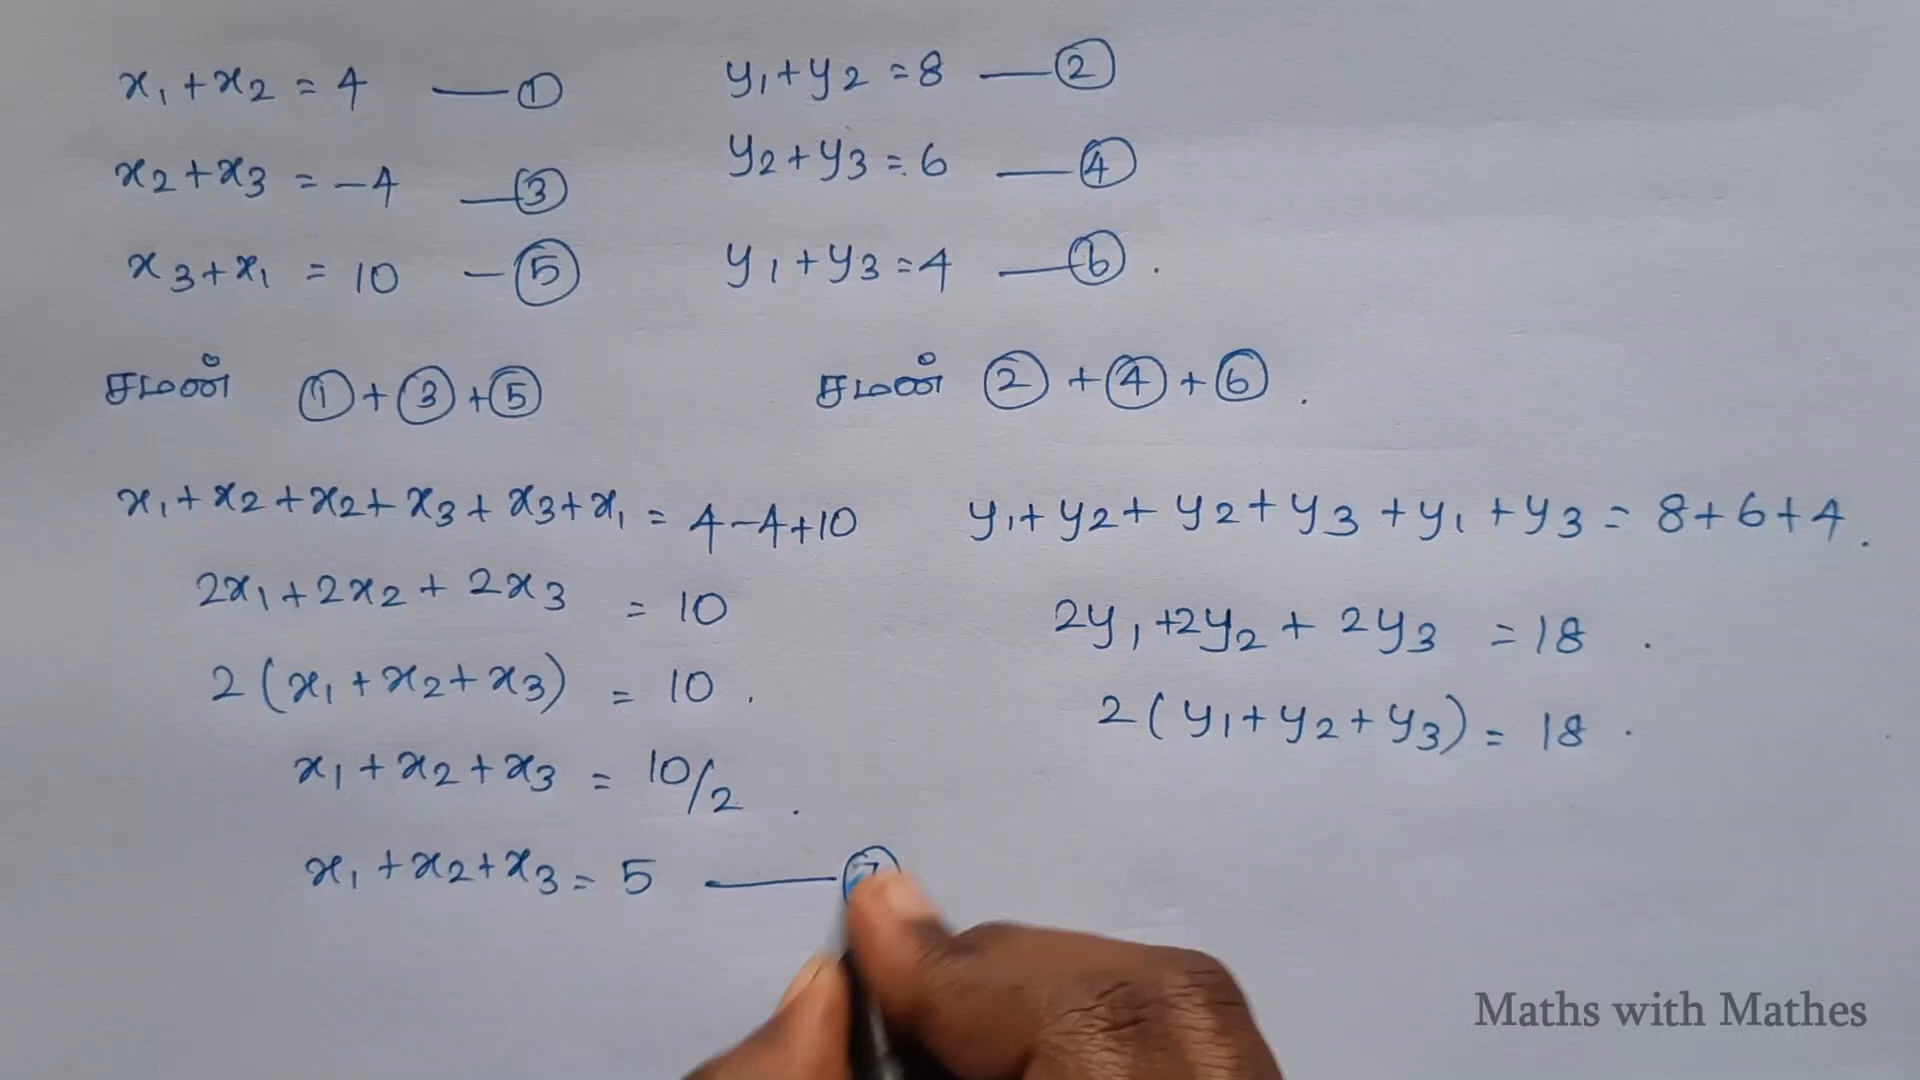 x₁+x₂ = 4 — ①
y₁+y₂ = 8 — ②
x₂+x₃ = -4 — ③
y₂+y₃ = 6 — ④
x₃+x₁ = 10 — ⑤
y₁+y₃ = 4 — ⑥.
சமன் ①+③+⑤
சமன் ②+④+⑥.
x₁+x₂+x₂+x₃+x₃+x₁ = 4-4+10
y₁+y₂+y₂+y₃+y₁+y₃ = 8+6+4.
2x₁+2x₂+2x₃ = 10
2y₁+2y₂+2y₃ = 18.
2(x₁+x₂+x₃) = 10.
2(y₁+y₂+y₃) = 18.
x₁+x₂+x₃ = 10/2.
x₁+x₂+x₃ = 5 — ⑦
Maths with Mathes